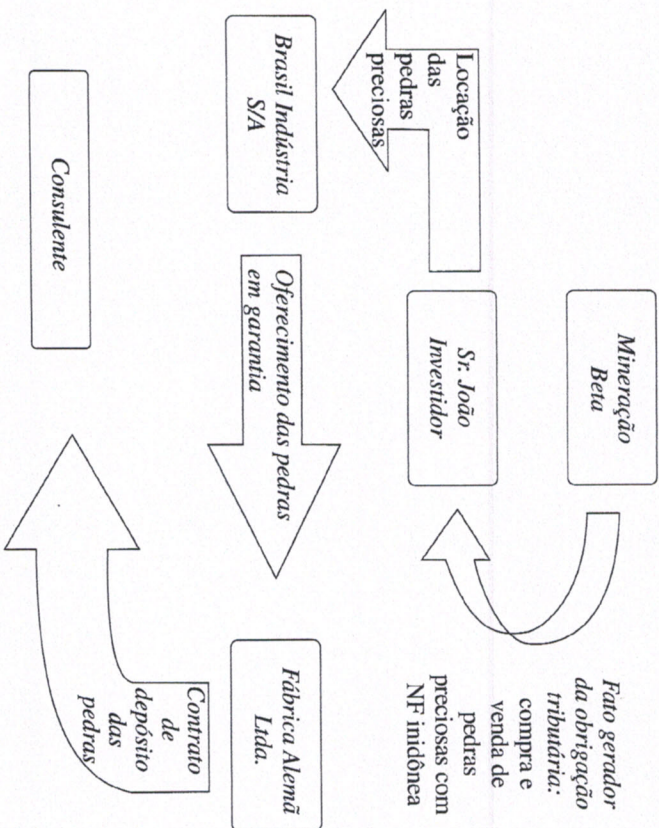 Mineração
Beta
Fato gerador
da obrigação
tributária:
compra e
venda de
pedras
preciosas com
NF inidônea
Sr. João
Investidor
Locação
das
pedras
preciosas
Brasil Indústria
S/A
Oferecimento das pedras
em garantia
Fábrica Alemã
Ltda.
Consulente
Contrato
de
depósito
das
pedras